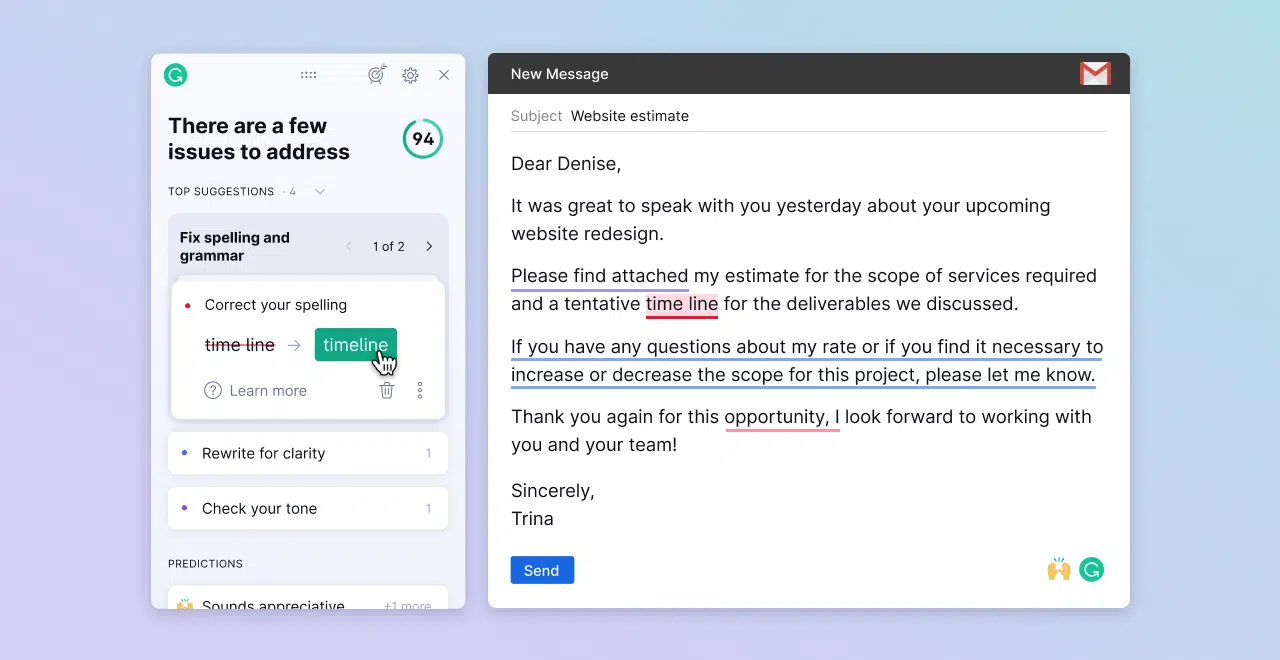 There are a few
issues to address
94
TOP SUGGESTIONS · 4
Fix spelling and
grammar
1 of 2
Correct your spelling
time line → timeline
? Learn more
Rewrite for clarity 1
Check your tone 1
PREDICTIONS
Sounds appreciative +1 more
New Message
Subject Website estimate
Dear Denise,
It was great to speak with you yesterday about your upcoming
website redesign.
Please find attached my estimate for the scope of services required
and a tentative time line for the deliverables we discussed.
If you have any questions about my rate or if you find it necessary to
increase or decrease the scope for this project, please let me know.
Thank you again for this opportunity, I look forward to working with
you and your team!
Sincerely,
Trina
Send